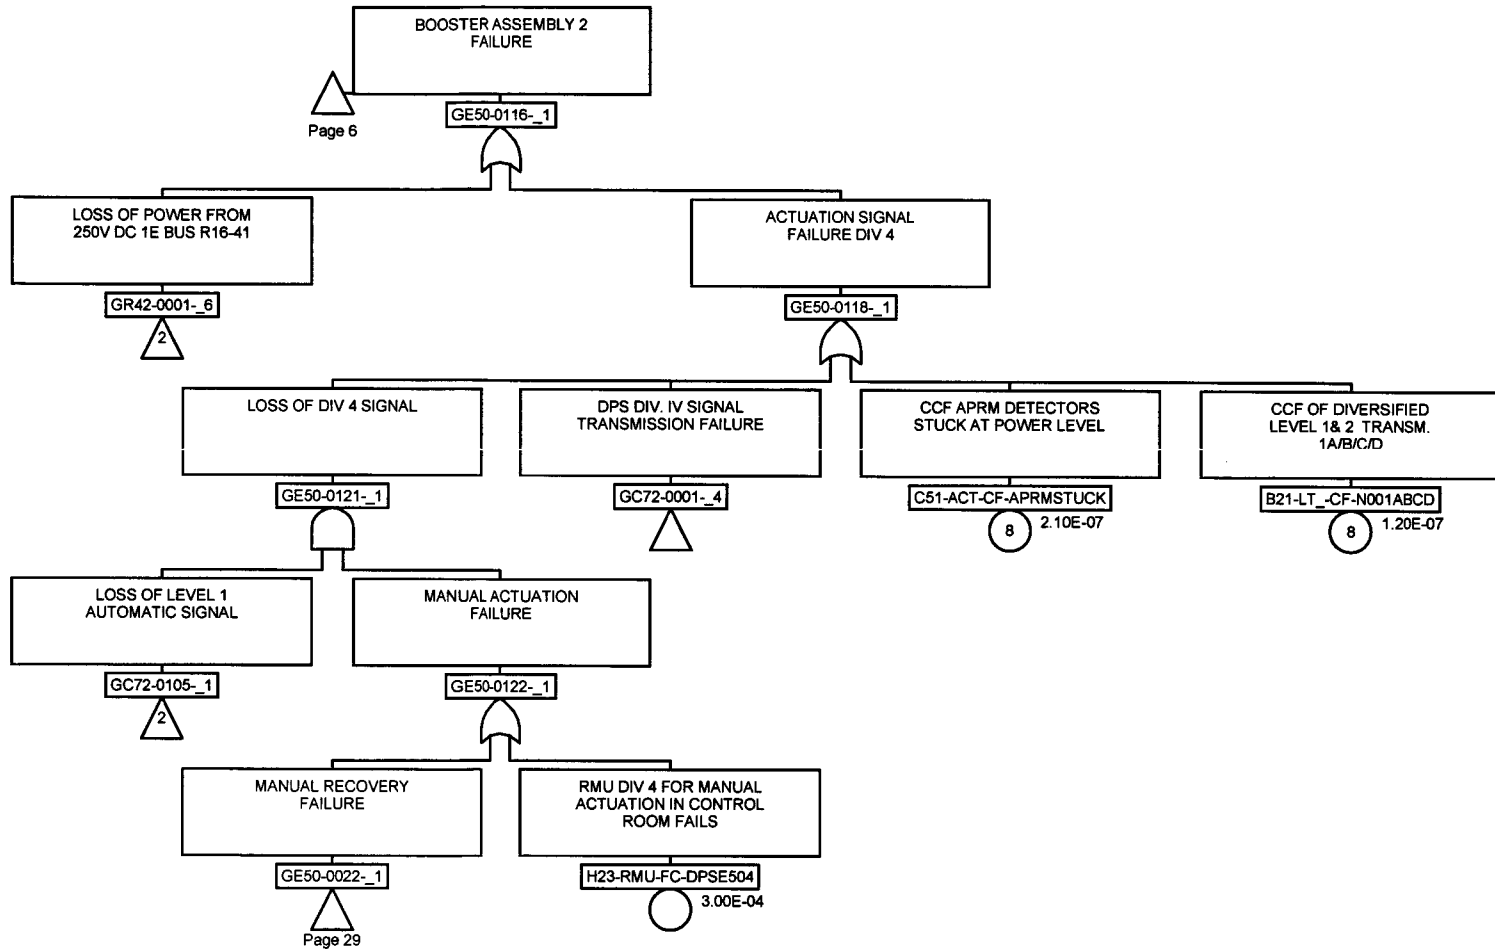 BOOSTER ASSEMBLY 2
FAILURE
Page 6
GE50-0116-_1
LOSS OF POWER FROM
250V DC 1E BUS R16-41
GR42-0001-_6
2
ACTUATION SIGNAL
FAILURE DIV 4
GE50-0118-_1
LOSS OF DIV 4 SIGNAL
GE50-0121-_1
DPS DIV. IV SIGNAL
TRANSMISSION FAILURE
GC72-0001-_4
CCF APRM DETECTORS
STUCK AT POWER LEVEL
C51-ACT-CF-APRMSTUCK
8
2.10E-07
CCF OF DIVERSIFIED
LEVEL 1& 2 TRANSM.
1A/B/C/D
B21-LT_-CF-N001ABCD
8
1.20E-07
LOSS OF LEVEL 1
AUTOMATIC SIGNAL
GC72-0105-_1
2
MANUAL ACTUATION
FAILURE
GE50-0122-_1
MANUAL RECOVERY
FAILURE
GE50-0022-_1
Page 29
RMU DIV 4 FOR MANUAL
ACTUATION IN CONTROL
ROOM FAILS
H23-RMU-FC-DPSE504
3.00E-04